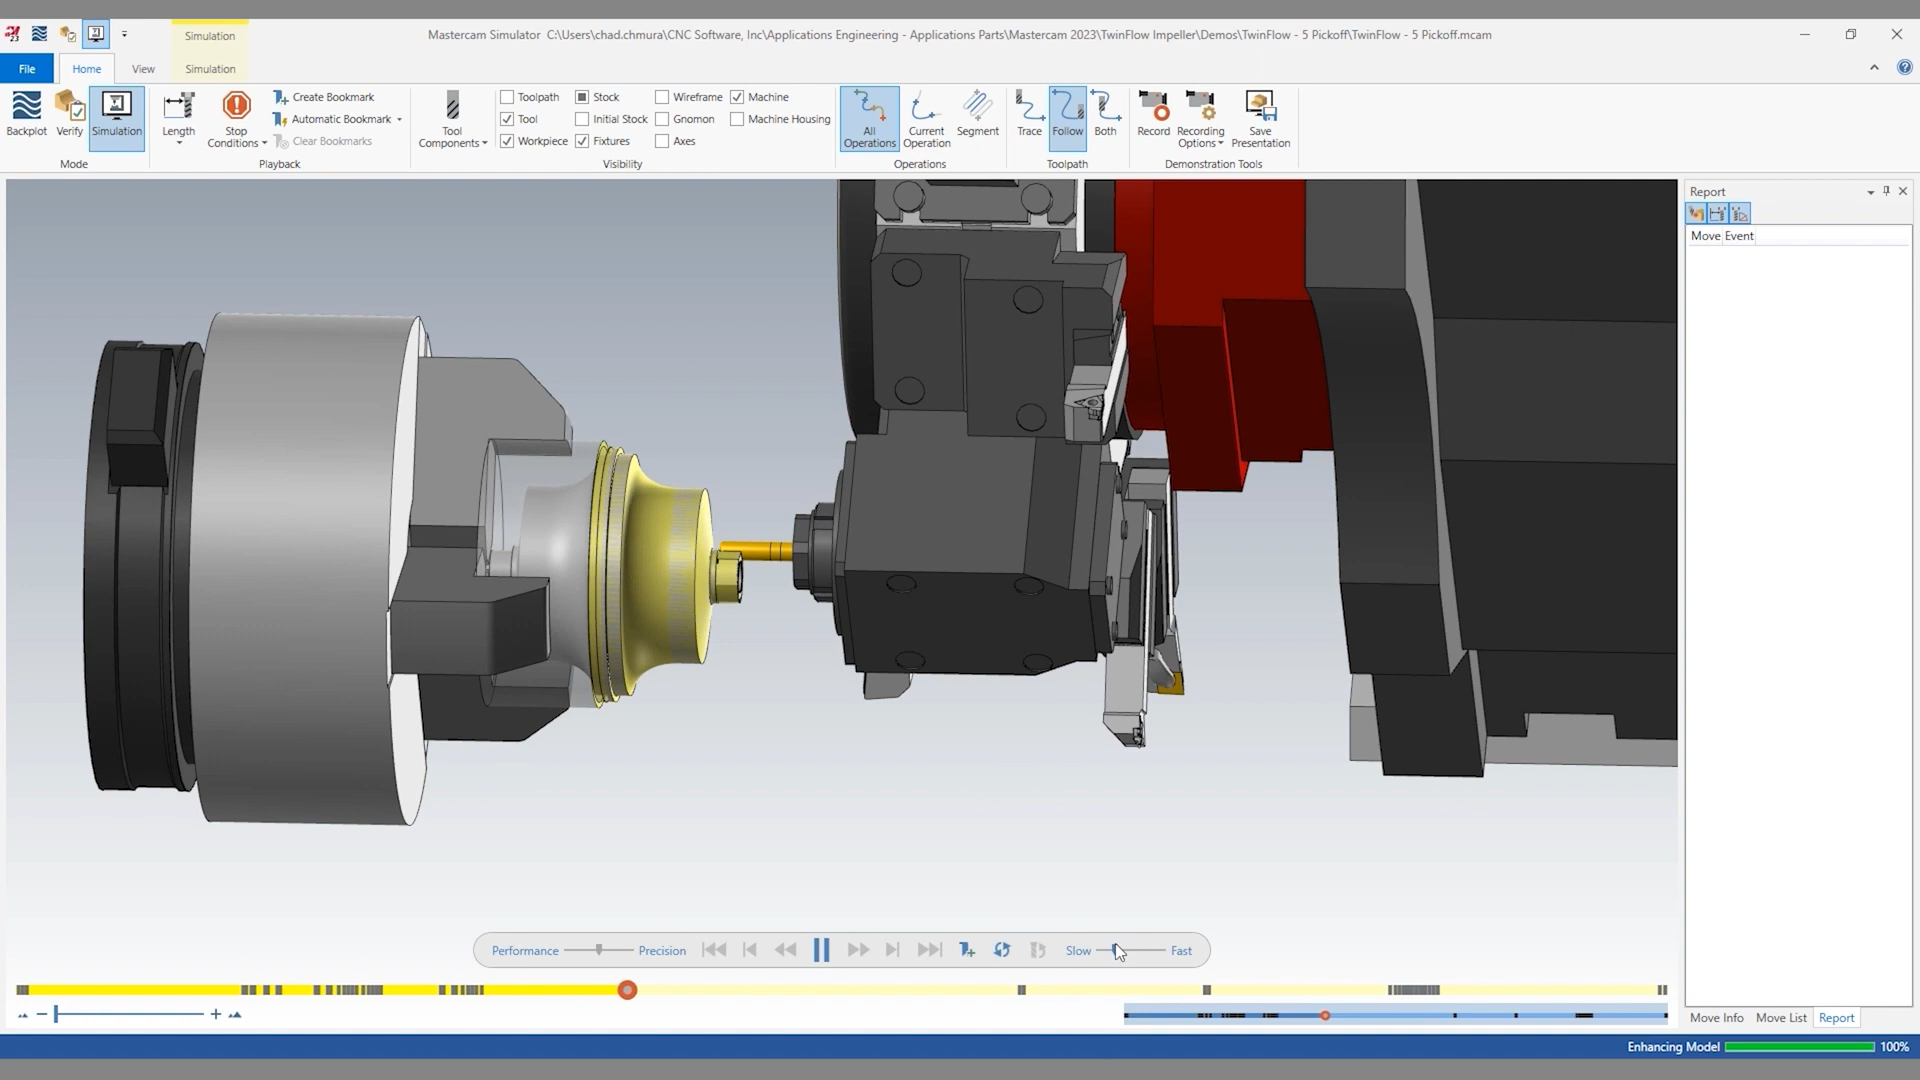 23
Simulation
Mastercam Simulator C:\Users\chad.chmura\CNC Software, Inc\Applications Engineering - Applications Parts\Mastercam 2023\TwinFlow Impeller\Demos\TwinFlow - 5 Pickoff\TwinFlow - 5 Pickoff.mcam
File
Home
View
Simulation
Backplot
Verify
Simulation
Mode
Length
Stop
Conditions
Create Bookmark
Automatic Bookmark
Clear Bookmarks
Playback
Tool
Components
Toolpath
Tool
Workpiece
Stock
Initial Stock
Fixtures
Wireframe
Gnomon
Axes
Machine
Machine Housing
Visibility
All
Operations
Current
Operation
Segment
Operations
Trace
Follow
Both
Toolpath
Record
Recording
Options
Save
Presentation
Demonstration Tools
Report
Move Event
Performance
Precision
Slow
Fast
Move Info
Move List
Report
Enhancing Model
100%